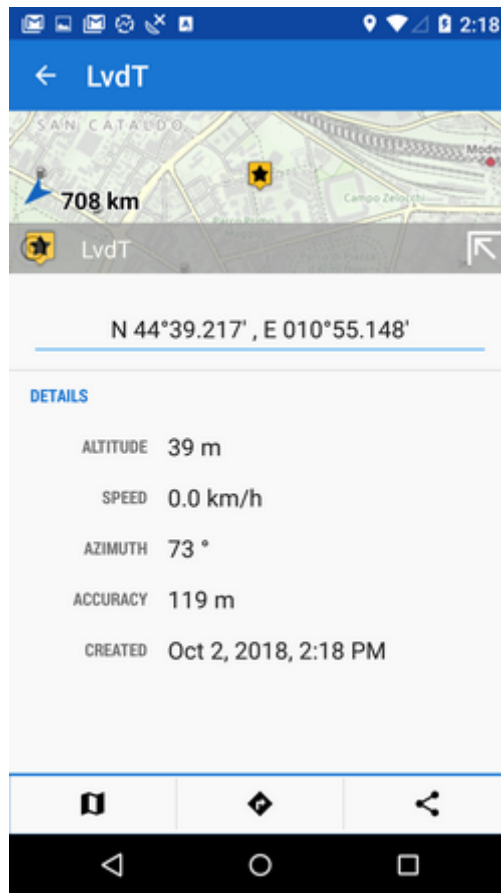 2:18
LvdT
SAN CATALDO
Mode
708 km
Campo Zelocchi
LvdT
N 44°39.217' , E 010°55.148'
DETAILS
ALTITUDE 39 m
SPEED 0.0 km/h
AZIMUTH 73 °
ACCURACY 119 m
CREATED Oct 2, 2018, 2:18 PM